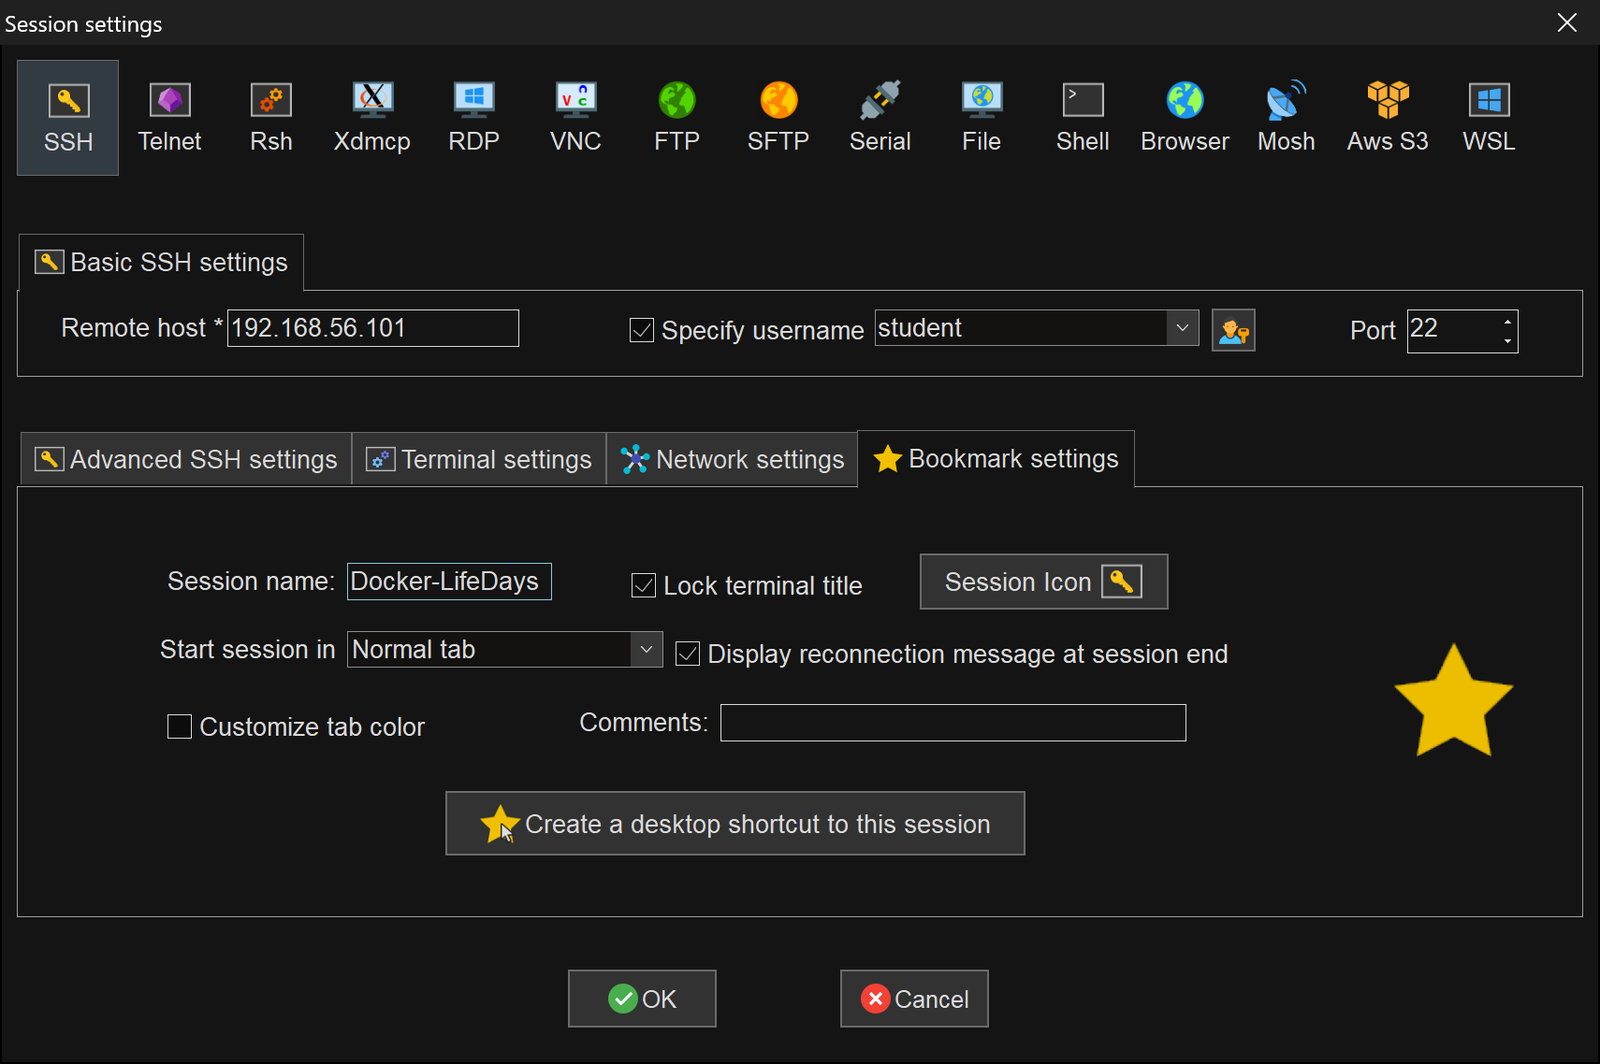 Session settings
SSH Telnet Rsh Xdmcp RDP VNC FTP SFTP Serial File Shell Browser Mosh Aws S3 WSL
Basic SSH settings
Remote host * 192.168.56.101 Specify username student Port 22
Advanced SSH settings Terminal settings Network settings Bookmark settings
Session name: Docker-LifeDays Lock terminal title Session Icon
Start session in Normal tab Display reconnection message at session end
Customize tab color Comments:
Create a desktop shortcut to this session
OK Cancel